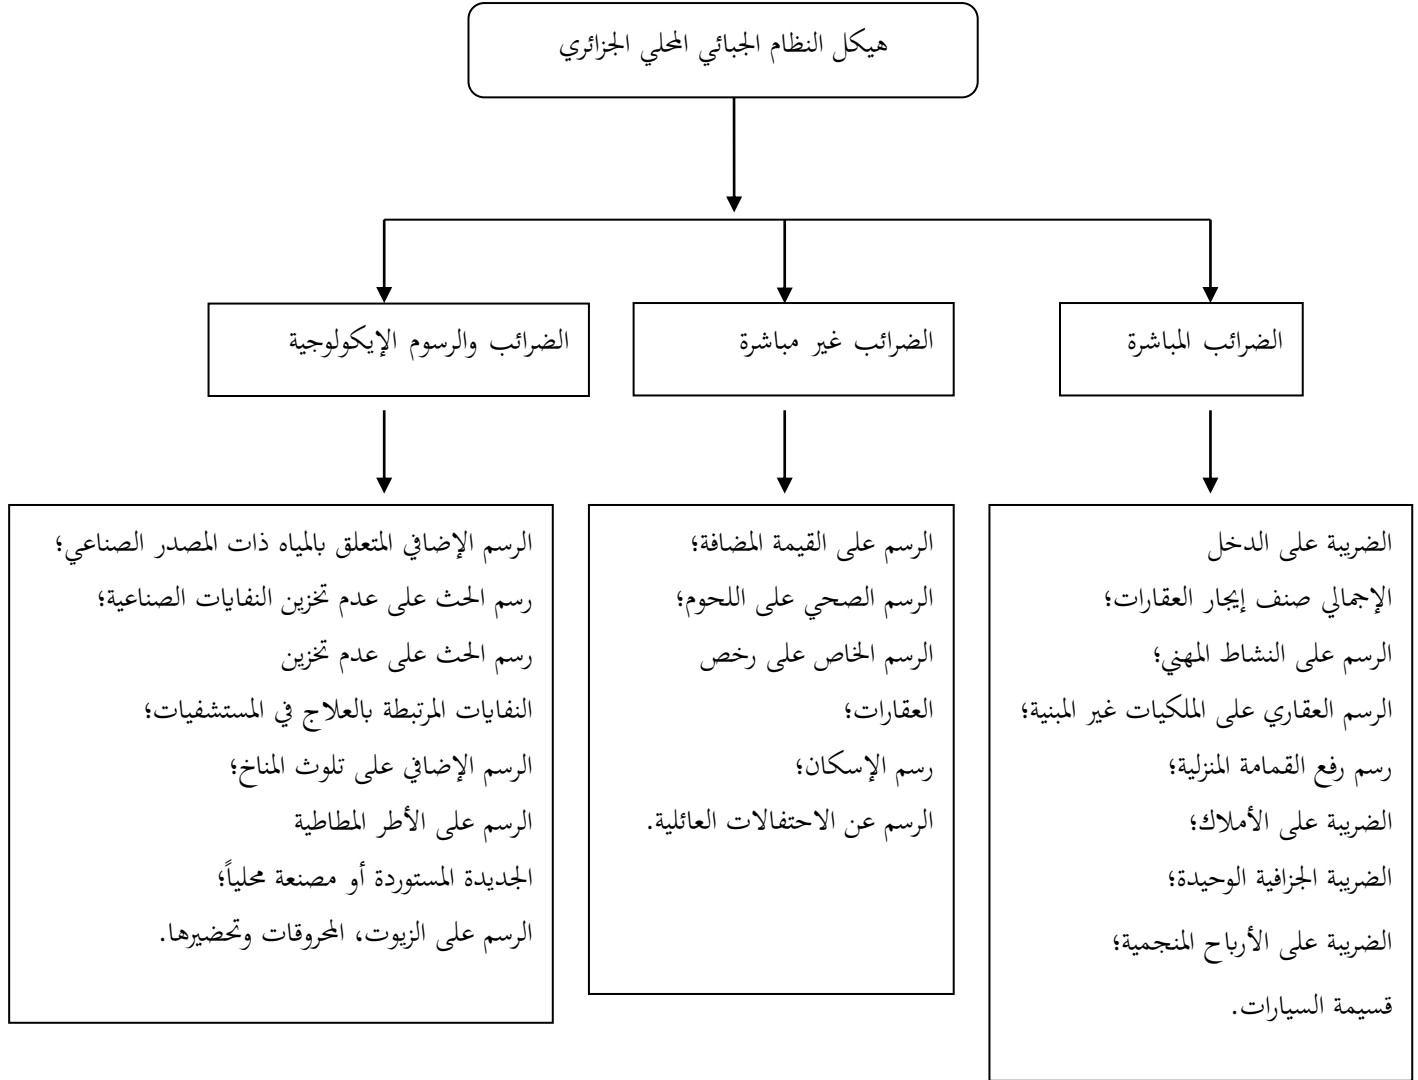 هيكل النظام الجبائي المحلي الجزائري
الضرائب المباشرة
الضرائب غير مباشرة
الضرائب والرسوم الإيكولوجية
الضريبة على الدخل
الإجمالي صنف إيجار العقارات؛
الرسم على النشاط المهني؛
الرسم العقاري على الملكيات غير المبنية؛
رسم رفع القمامة المنزلية؛
الضريبة على الأملاك؛
الضريبة الجزافية الوحيدة؛
الضريبة على الأرباح المنجمية؛
قسيمة السيارات.
الرسم على القيمة المضافة؛
الرسم الصحي على اللحوم؛
الرسم الخاص على رخص
العقارات؛
رسم الإسكان؛
الرسم عن الاحتفالات العائلية.
الرسم الإضافي المتعلق بالمياه ذات المصدر الصناعي؛
رسم الحث على عدم تخزين النفايات الصناعية؛
رسم الحث على عدم تخزين
النفايات المرتبطة بالعلاج في المستشفيات؛
الرسم الإضافي على تلوث المناخ؛
الرسم على الأطر المطاطية
الجديدة المستوردة أو مصنعة محلياً؛
الرسم على الزيوت، المحروقات وتحضيرها.